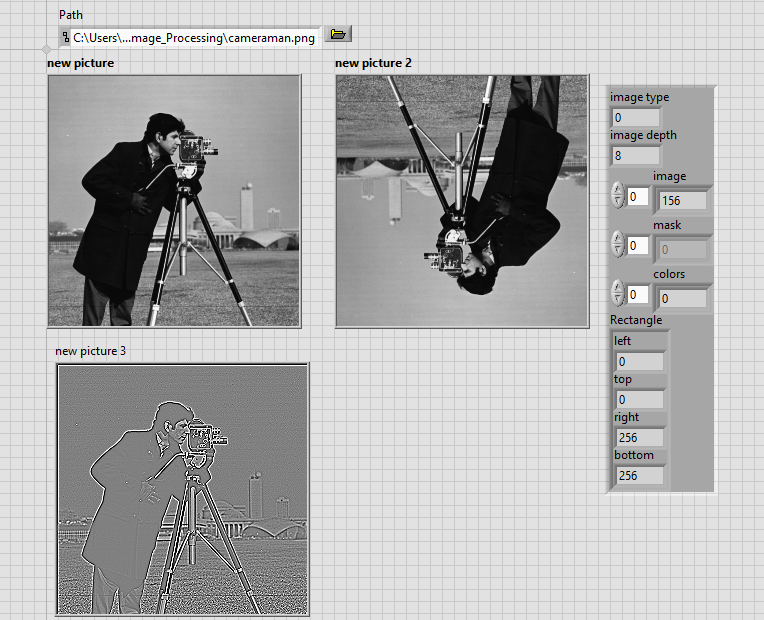 Path
C:\Users\...mage_Processing\cameraman.png
new picture
new picture 2
image type
0
image depth
8
image
0
156
mask
0
0
colors
0
0
Rectangle
left
0
top
0
right
256
bottom
256
new picture 3